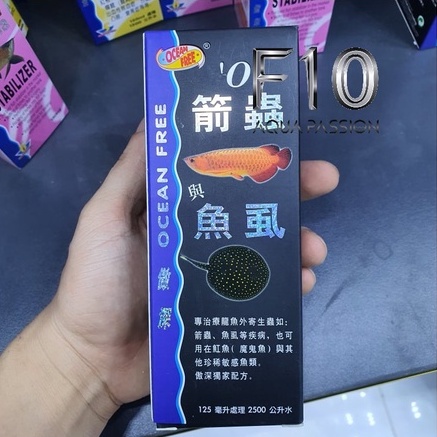 STABILIZER
STABILIZER
OCEAN
FREE
®
'O
F10
AQUA PASSION
箭蟲
與
魚虱
OCEAN FREE
專治療龍魚外寄生蟲如:
箭蟲、魚虱等疾病,也可
用在魟魚(魔鬼魚)與其
他珍稀敏感魚類。
傲深獨家配方。
125 毫升處理 2500 公升水